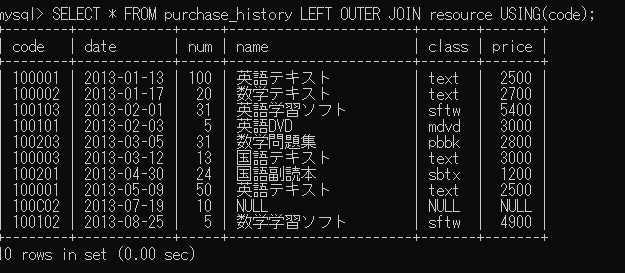 mysql> SELECT * FROM purchase_history LEFT OUTER JOIN resource USING(code);
+--------+------------+------+----------------+-------+-------+
| code | date | num | name | class | price |
+--------+------------+------+----------------+-------+-------+
| 100001 | 2013-01-13 | 100 | 英語テキスト | text | 2500 |
| 100002 | 2013-01-17 | 20 | 数学テキスト | text | 2700 |
| 100103 | 2013-02-01 | 31 | 英語学習ソフト | sftw | 5400 |
| 100101 | 2013-02-03 | 5 | 英語DVD | mdvd | 3000 |
| 100203 | 2013-03-05 | 31 | 数学問題集 | pbbk | 2800 |
| 100003 | 2013-03-12 | 13 | 国語テキスト | text | 3000 |
| 100201 | 2013-04-30 | 24 | 国語副読本 | sbtx | 1200 |
| 100001 | 2013-05-09 | 50 | 英語テキスト | text | 2500 |
| 100C02 | 2013-07-19 | 10 | NULL | NULL | NULL |
| 100102 | 2013-08-25 | 5 | 数学学習ソフト | sftw | 4900 |
+--------+------------+------+----------------+-------+-------+
10 rows in set (0.00 sec)